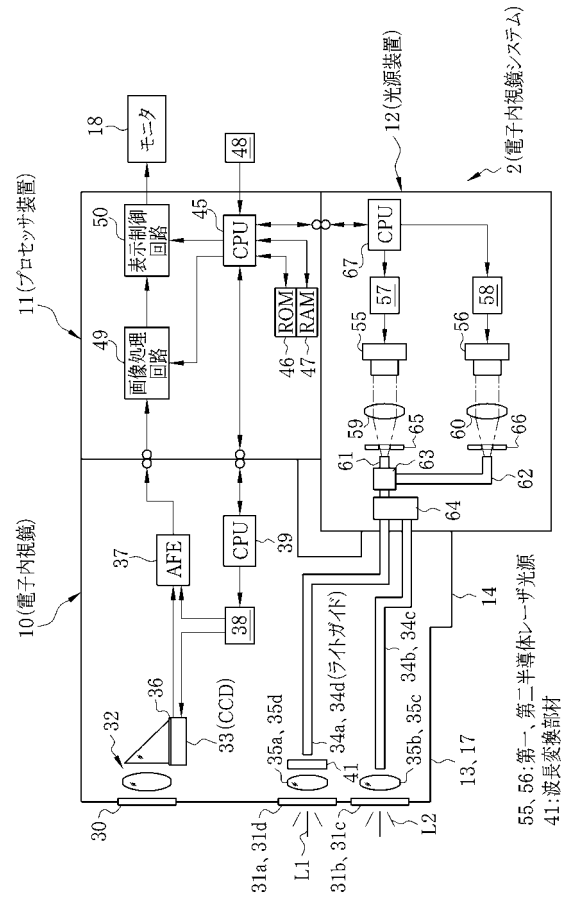 2(電子内視鏡システム)
10(電子内視鏡)
11(プロセッサ装置)
12(光源装置)
18
モニタ
50
表示制御
回路
49
画像処理
回路
45
CPU
48
46
ROM
47
RAM
37
AFE
39
CPU
38
32
36
33(CCD)
30
31a、31d
35a、35d
41
34a、34d(ライトガイド)
L1
31b、31c
35b、35c
34b、34c
L2
13、17
14
67
CPU
57
58
55
56
59
60
65
66
61
62
63
64
55、56:第一、第二半導体レーザ光源
41:波長変換部材